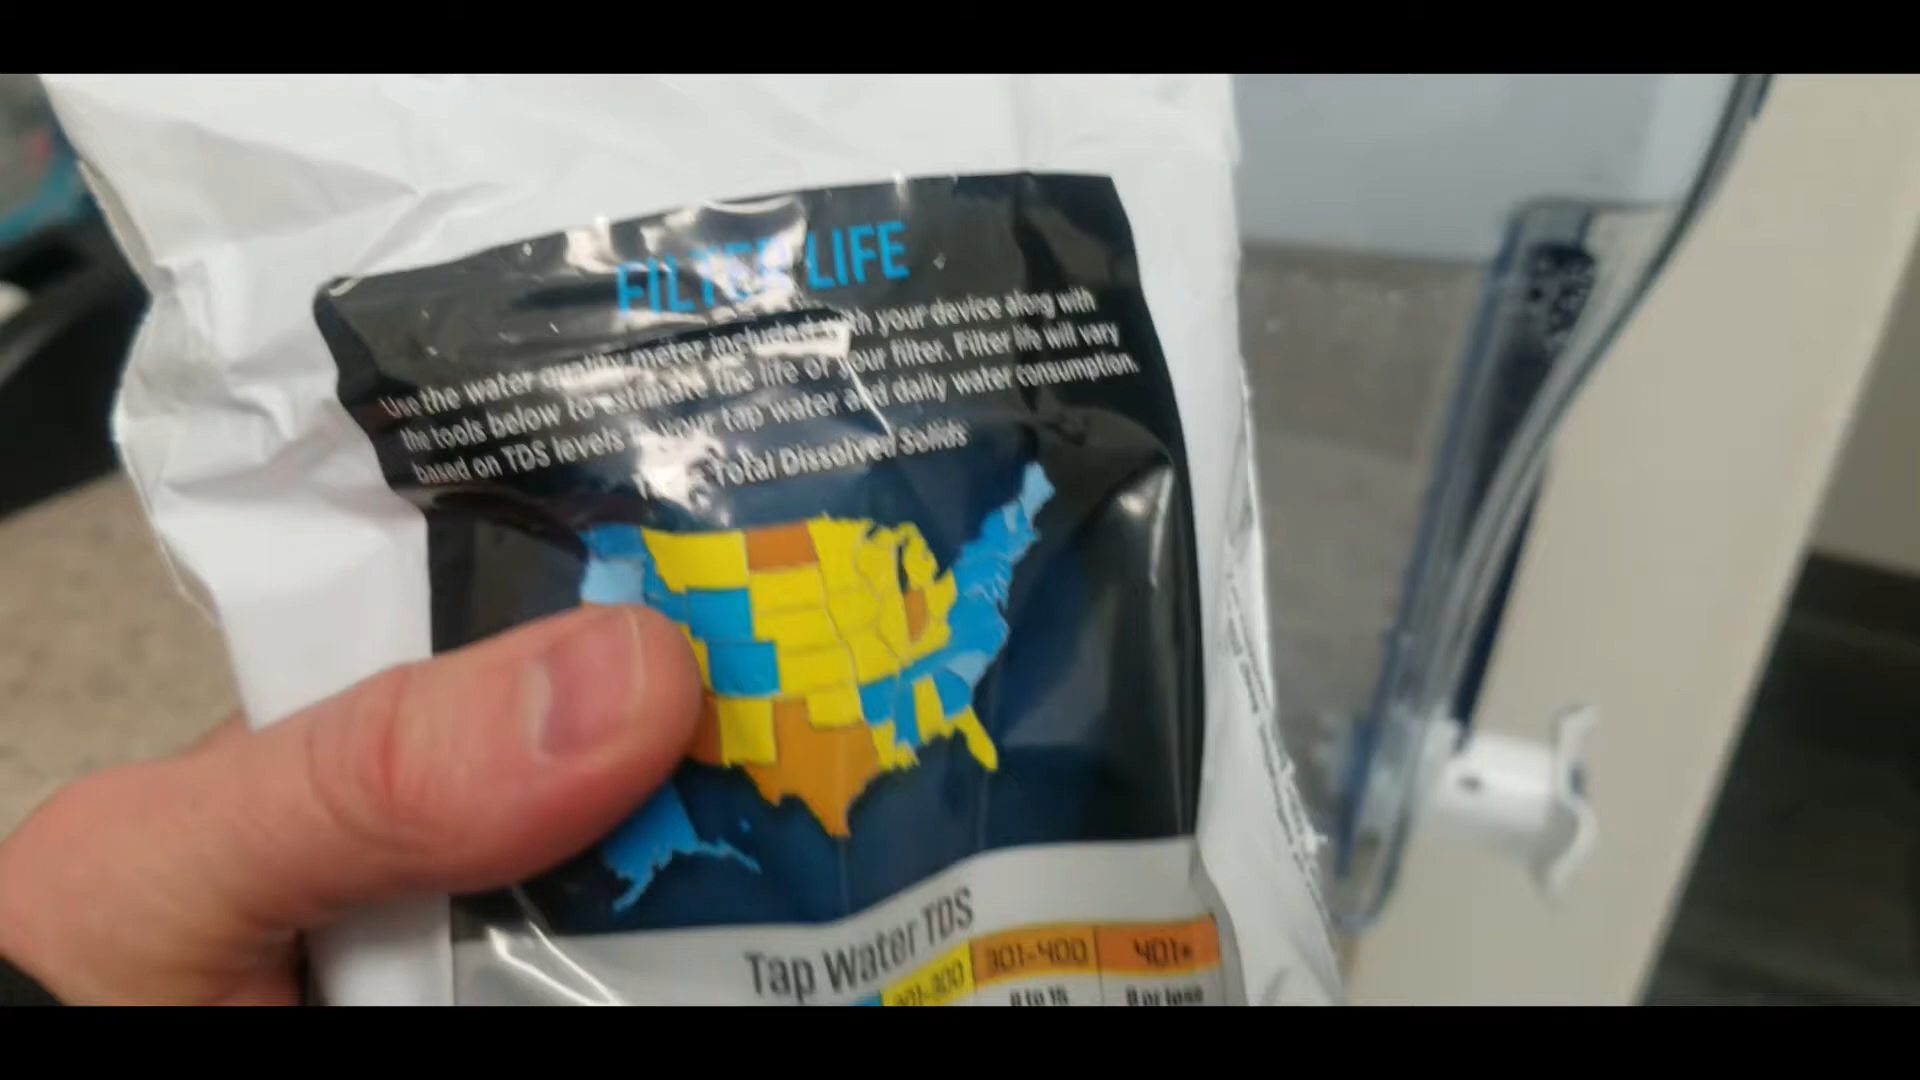 FILTER LIFE
Use the water quality meter included with your device along with
the tools below to estimate the life of your filter. Filter life will vary
based on TDS levels in your tap water and daily water consumption.
Total Dissolved Solids
Tap Water TDS
301-400 401+